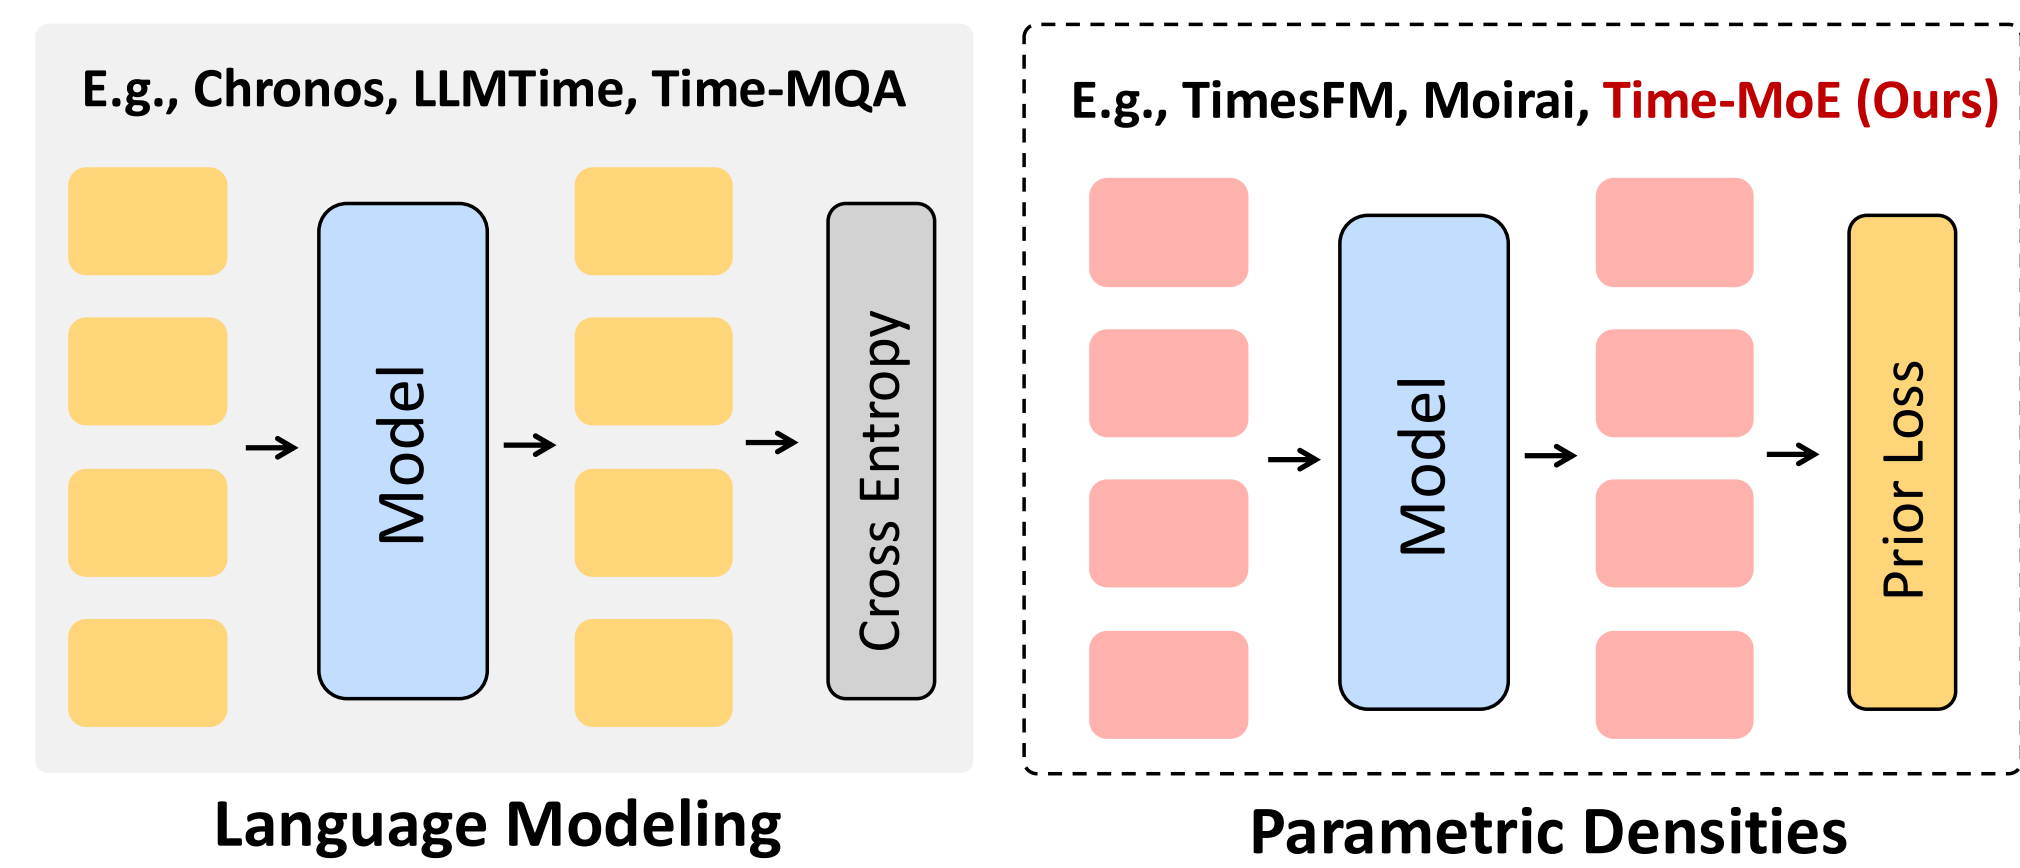 E.g., Chronos, LLMTime, Time-MQA
Model
Cross Entropy
Language Modeling
E.g., TimesFM, Moirai, Time-MoE (Ours)
Model
Prior Loss
Parametric Densities